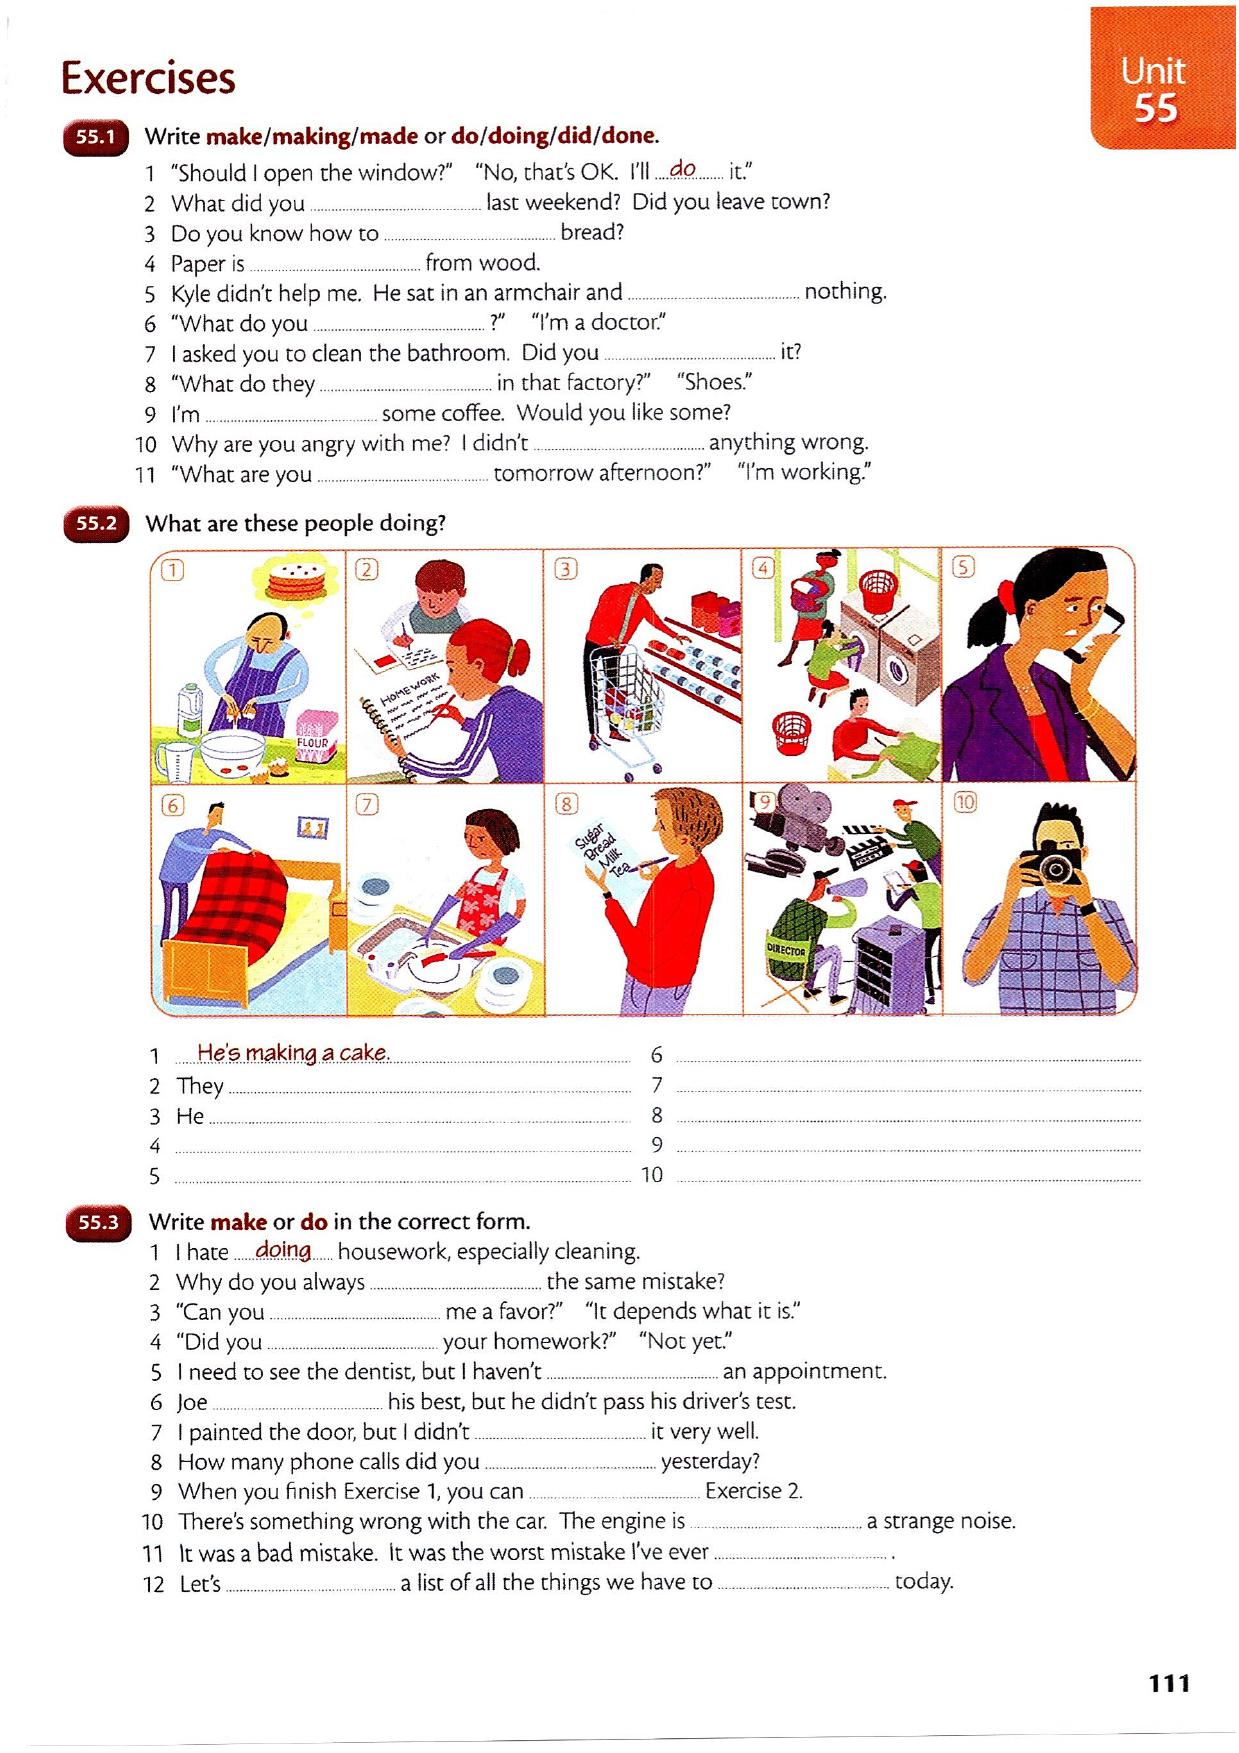 Exercises
Unit
55
55.1 Write make/making/made or do/doing/did/done.
1 "Should I open the window?" "No, that's OK. I'll ....do....... it."
2 What did you .................... last weekend? Did you leave town?
3 Do you know how to .................... bread?
4 Paper is .................... from wood.
5 Kyle didn't help me. He sat in an armchair and .................... nothing.
6 "What do you .................... ?" "I'm a doctor."
7 I asked you to clean the bathroom. Did you .................... it?
8 "What do they .................... in that factory?" "Shoes."
9 I'm .................... some coffee. Would you like some?
10 Why are you angry with me? I didn't .................... anything wrong.
11 "What are you .................... tomorrow afternoon?" "I'm working."
55.2 What are these people doing?
1 2 3 4 5
HOMEWORK
FLOUR
6 7 8 9 10
Sugar
Bread
Milk
Tea
DIRECTOR
1 He's making a cake. 6 ....................
2 They .................... 7 ....................
3 He .................... 8 ....................
4 .................... 9 ....................
5 .................... 10 ....................
55.3 Write make or do in the correct form.
1 I hate .....doing..... housework, especially cleaning.
2 Why do you always .................... the same mistake?
3 "Can you .................... me a favor?" "It depends what it is."
4 "Did you .................... your homework?" "Not yet."
5 I need to see the dentist, but I haven't .................... an appointment.
6 Joe .................... his best, but he didn't pass his driver's test.
7 I painted the door, but I didn't .................... it very well.
8 How many phone calls did you .................... yesterday?
9 When you finish Exercise 1, you can .................... Exercise 2.
10 There's something wrong with the car. The engine is .................... a strange noise.
11 It was a bad mistake. It was the worst mistake I've ever .................... .
12 Let's .................... a list of all the things we have to .................... today.
111